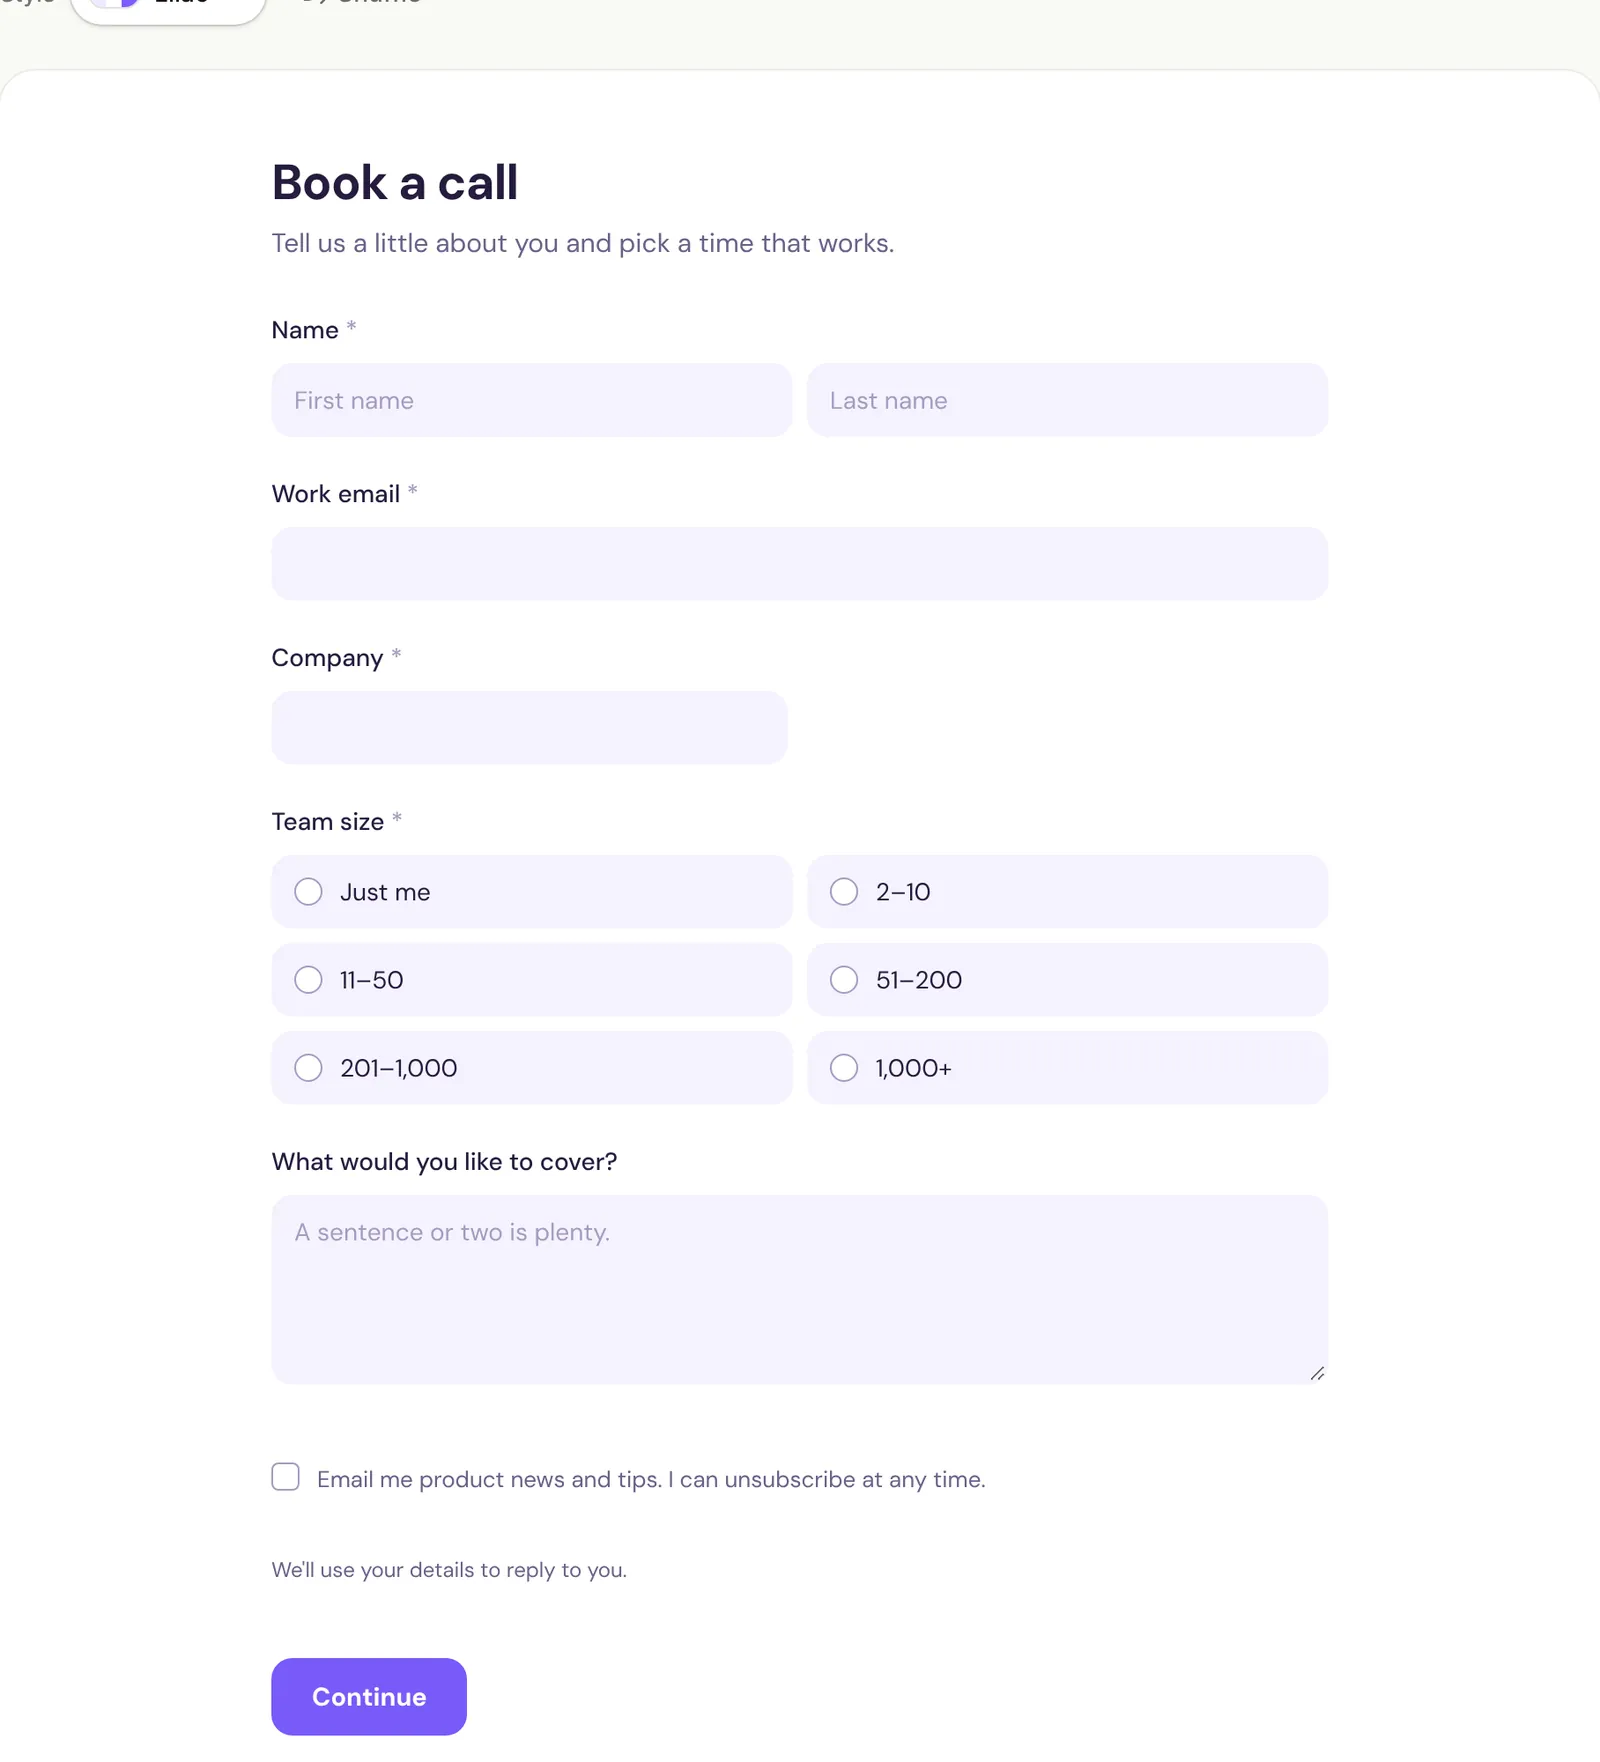 Book a call
Tell us a little about you and pick a time that works.
Name *
First name
Last name
Work email *
Company *
Team size *
Just me
2–10
11–50
51–200
201–1,000
1,000+
What would you like to cover?
A sentence or two is plenty.
Email me product news and tips. I can unsubscribe at any time.
We'll use your details to reply to you.
Continue